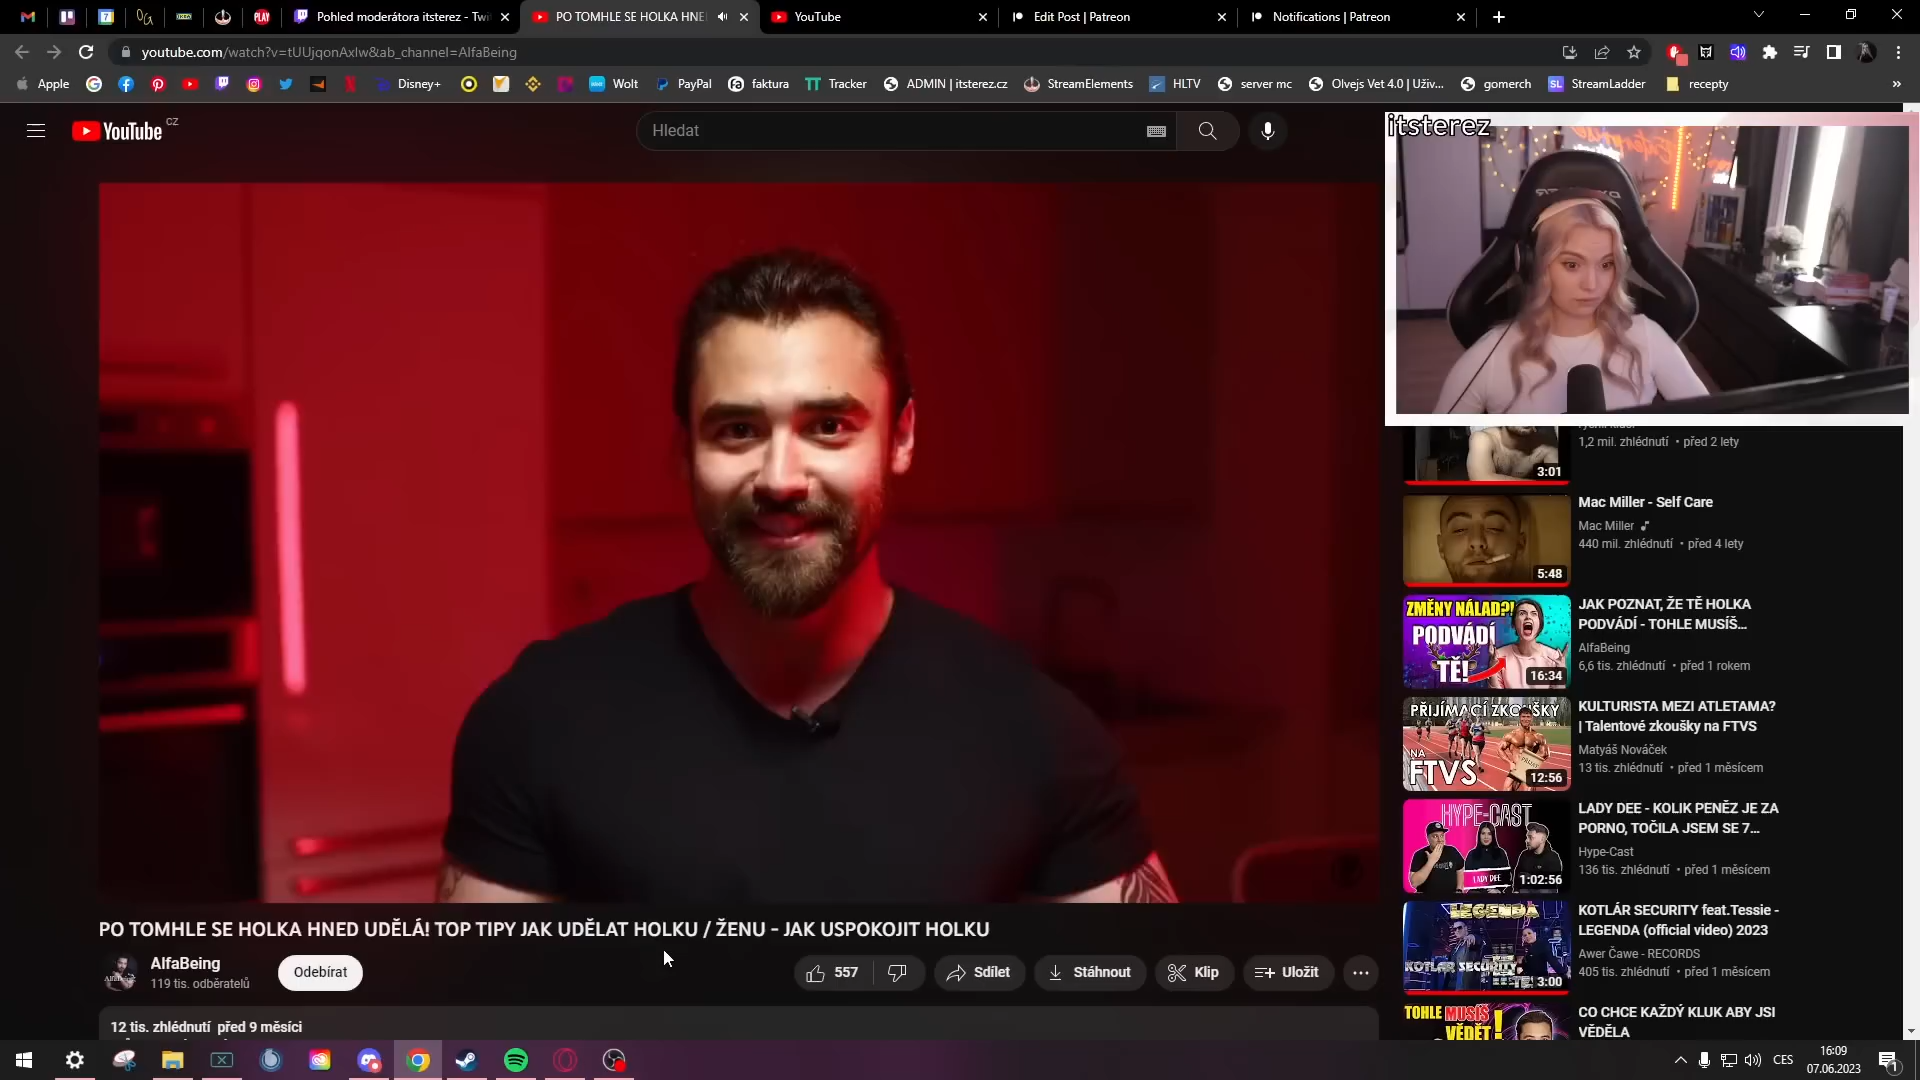 Pohled moderátora itsterez - Twi
PO TOMHLE SE HOLKA HNE
YouTube
Edit Post | Patreon
Notifications | Patreon
youtube.com/watch?v=tUUjqonAxlw&ab_channel=AlfaBeing
Apple
Disney+
Wolt
PayPal
faktura
Tracker
ADMIN | itsterez.cz
StreamElements
HLTV
server mc
Olvejs Vet 4.0 | Uživ...
gomerch
StreamLadder
recepty
YouTube CZ
Hledat
itsterez
1,2 mil. zhlédnutí • před 2 lety
3:01
Mac Miller - Self Care
Mac Miller
440 mil. zhlédnutí • před 4 lety
5:48
ZMĚNY NÁLAD?!
PODVÁDÍ
TĚ!
16:34
JAK POZNAT, ŽE TĚ HOLKA
PODVÁDÍ - TOHLE MUSÍŠ...
AlfaBeing
6,6 tis. zhlédnutí • před 1 rokem
PŘIJÍMACÍ ZKOUŠKY
NA
FTVS
12:56
KULTURISTA MEZI ATLETAMA?
| Talentové zkoušky na FTVS
Matyáš Nováček
13 tis. zhlédnutí • před 1 měsícem
HYPE-CAST
LADY DEE
1:02:56
LADY DEE - KOLIK PENĚZ JE ZA
PORNO, TOČILA JSEM SE 7...
Hype-Cast
136 tis. zhlédnutí • před 1 měsícem
LEGENDA
KOTLÁR SECURITY
3:00
KOTLÁR SECURITY feat.Tessie -
LEGENDA (official video) 2023
Awer Čawe - RECORDS
405 tis. zhlédnutí • před 1 měsícem
TOHLE MUSÍŠ
VĚDĚT!
CO CHCE KAŽDÝ KLUK ABY JSI
VĚDĚLA
PO TOMHLE SE HOLKA HNED UDĚLÁ! TOP TIPY JAK UDĚLAT HOLKU / ŽENU - JAK USPOKOJIT HOLKU
AlfaBeing
119 tis. odběratelů
Odebírat
557
Sdílet
Stáhnout
Klip
Uložit
12 tis. zhlédnutí před 9 měsíci
CES
16:09
07.06.2023